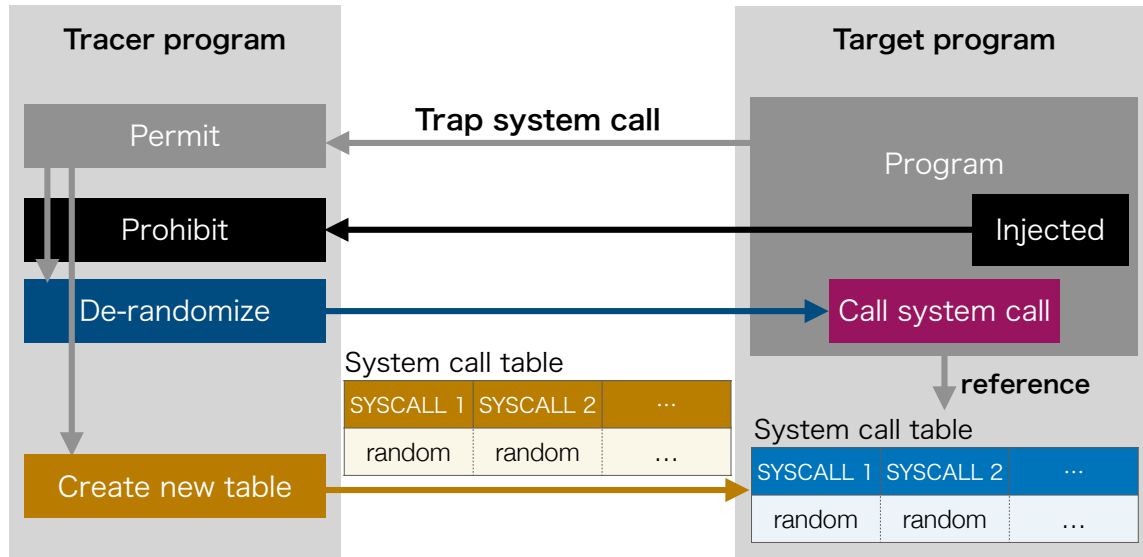 Tracer program
Target program
Permit
Trap system call
Program
Prohibit
Injected
De-randomize
Call system call
System call table
reference
SYSCALL 1 SYSCALL 2 …
random random …
System call table
Create new table
SYSCALL 1 SYSCALL 2 …
random random …